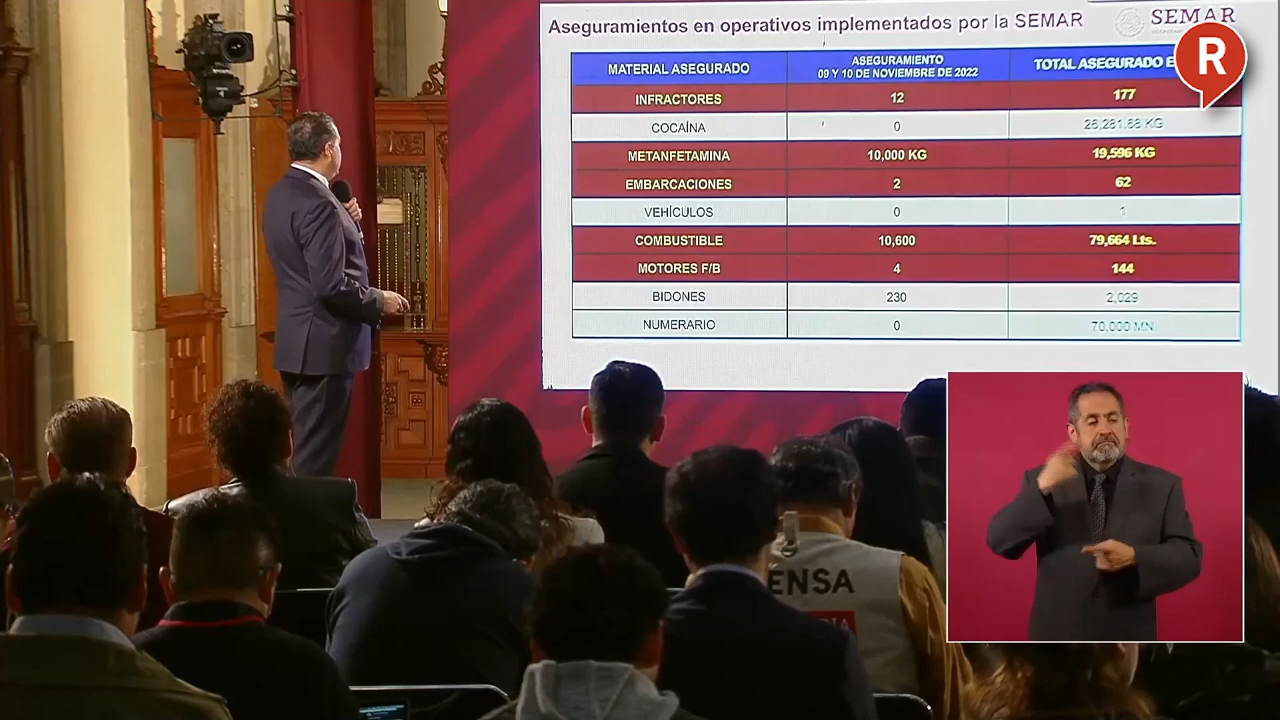 Aseguramientos en operativos implementados por la SEMAR
SEMAR
R
MATERIAL ASEGURADO
ASEGURAMIENTO
09 Y 10 DE NOVIEMBRE DE 2022
TOTAL ASEGURADO E
INFRACTORES 12 177
COCAÍNA 0 26,281.68 KG
METANFETAMINA 10,000 KG 19,596 KG
EMBARCACIONES 2 62
VEHÍCULOS 0 1
COMBUSTIBLE 10,600 79,664 Lts.
MOTORES F/B 4 144
BIDONES 230 2,029
NUMERARIO 0 70,000 MN
ENSA